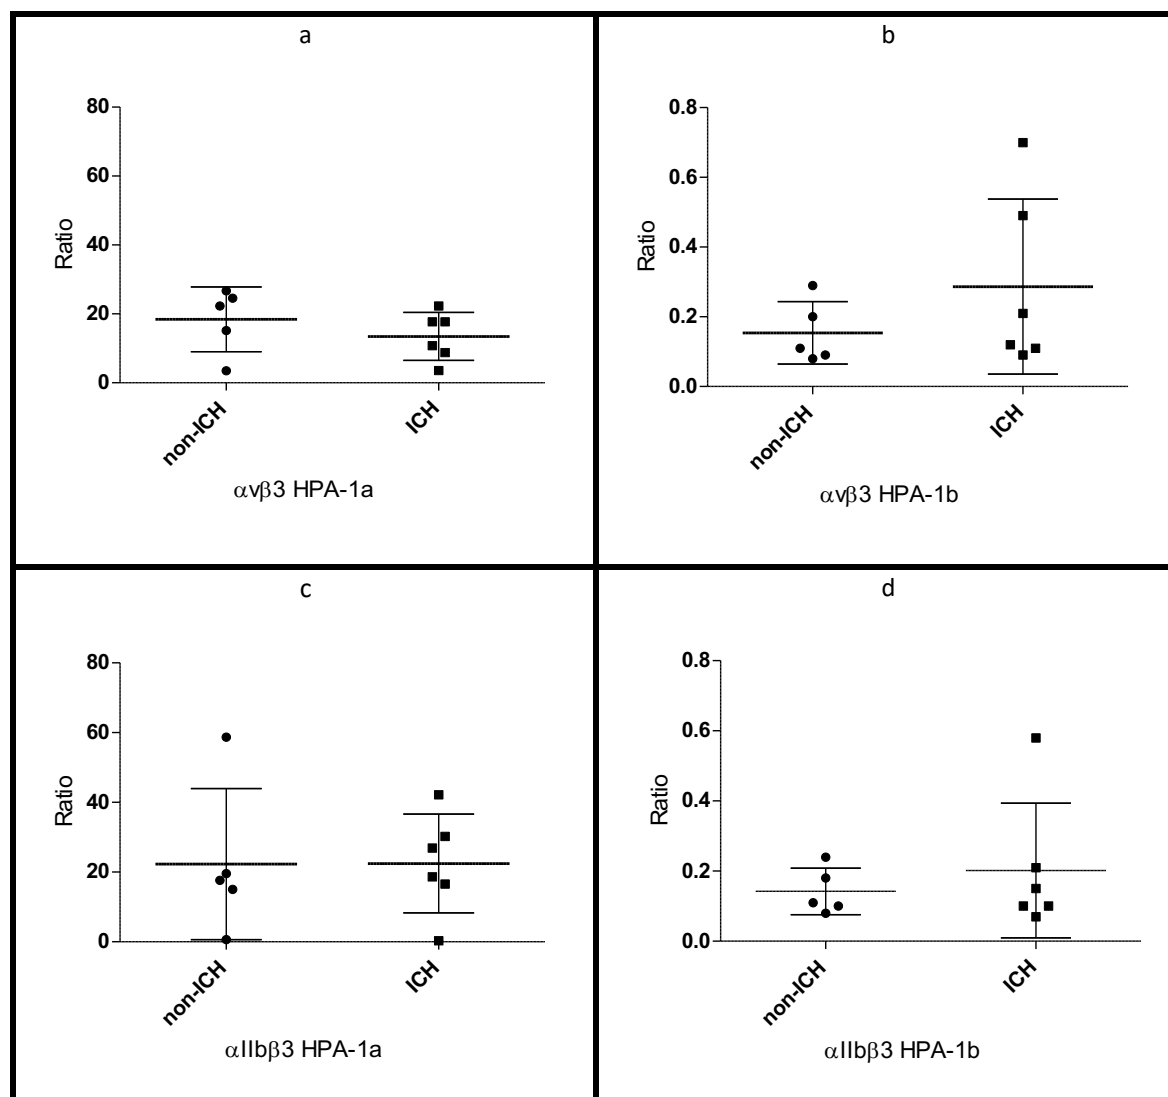 a
80
60
40
20
0
Ratio
non-ICH
ICH
αvβ3 HPA-1a
b
0.8
0.6
0.4
0.2
0.0
Ratio
non-ICH
ICH
αvβ3 HPA-1b
c
80
60
40
20
0
Ratio
non-ICH
ICH
αIIbβ3 HPA-1a
d
0.8
0.6
0.4
0.2
0.0
Ratio
non-ICH
ICH
αIIbβ3 HPA-1b